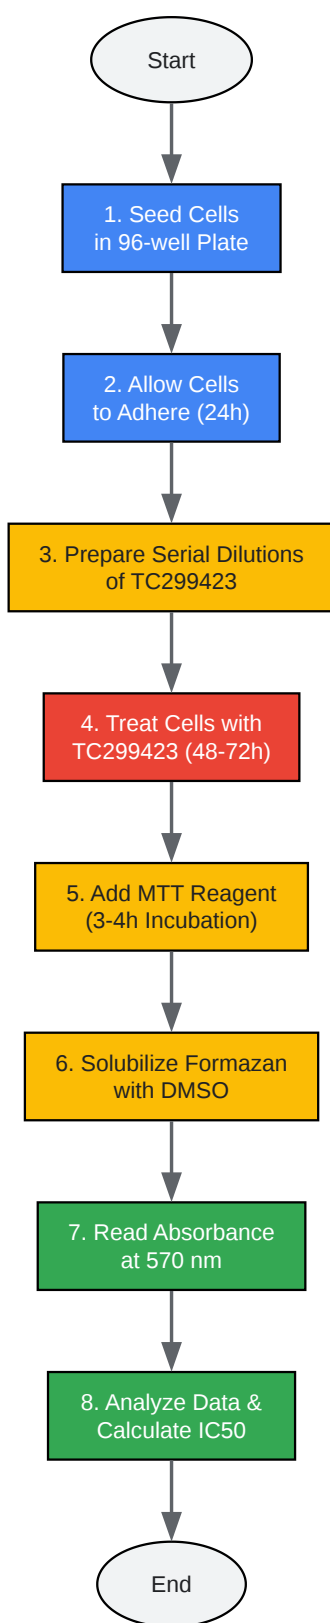 Start
1. Seed Cells
in 96-well Plate
2. Allow Cells
to Adhere (24h)
3. Prepare Serial Dilutions
of TC299423
4. Treat Cells with
TC299423 (48-72h)
5. Add MTT Reagent
(3-4h Incubation)
6. Solubilize Formazan
with DMSO
7. Read Absorbance
at 570 nm
8. Analyze Data &
Calculate IC50
End